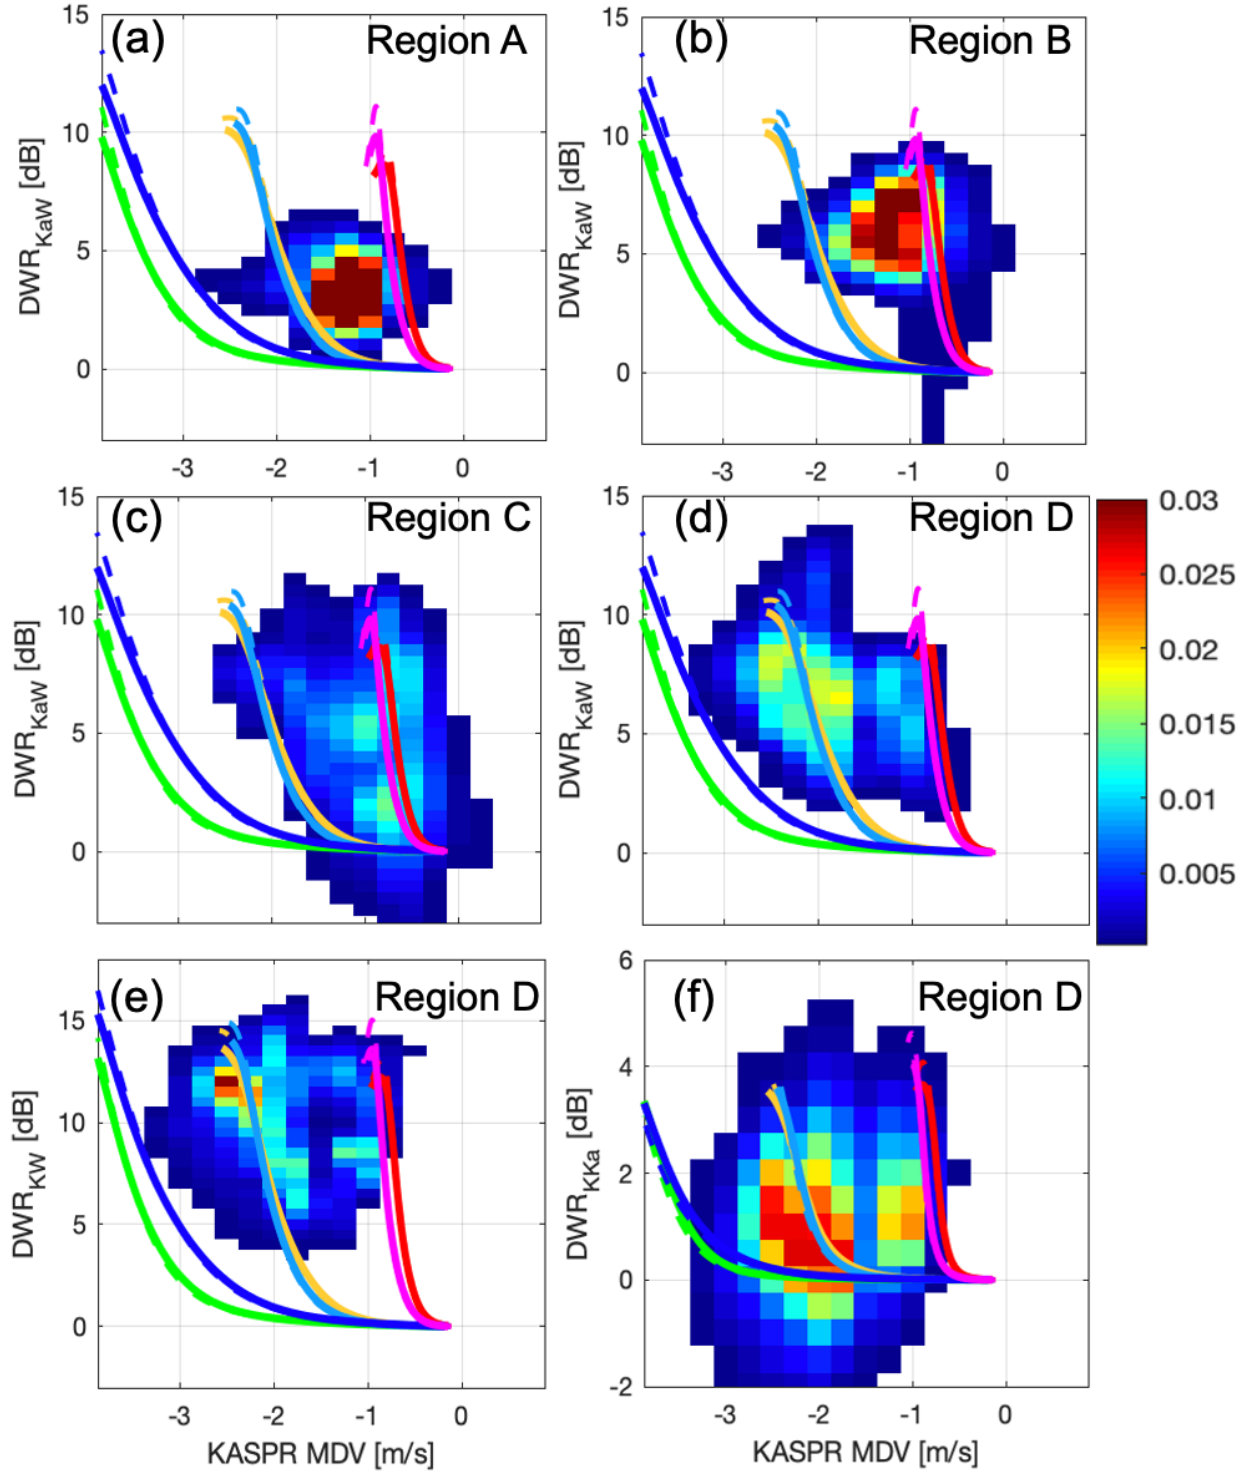 (a) Region A
15
10
5
0
DWR_KaW [dB]
-3 -2 -1 0
(b) Region B
15
10
5
0
DWR_KaW [dB]
-3 -2 -1 0
(c) Region C
15
10
5
0
DWR_KaW [dB]
(d) Region D
15
10
5
0
DWR_KaW [dB]
0.03
0.025
0.02
0.015
0.01
0.005
(e) Region D
15
10
5
0
DWR_KW [dB]
-3 -2 -1 0
KASPR MDV [m/s]
(f) Region D
6
4
2
0
-2
DWR_KKa [dB]
-3 -2 -1 0
KASPR MDV [m/s]